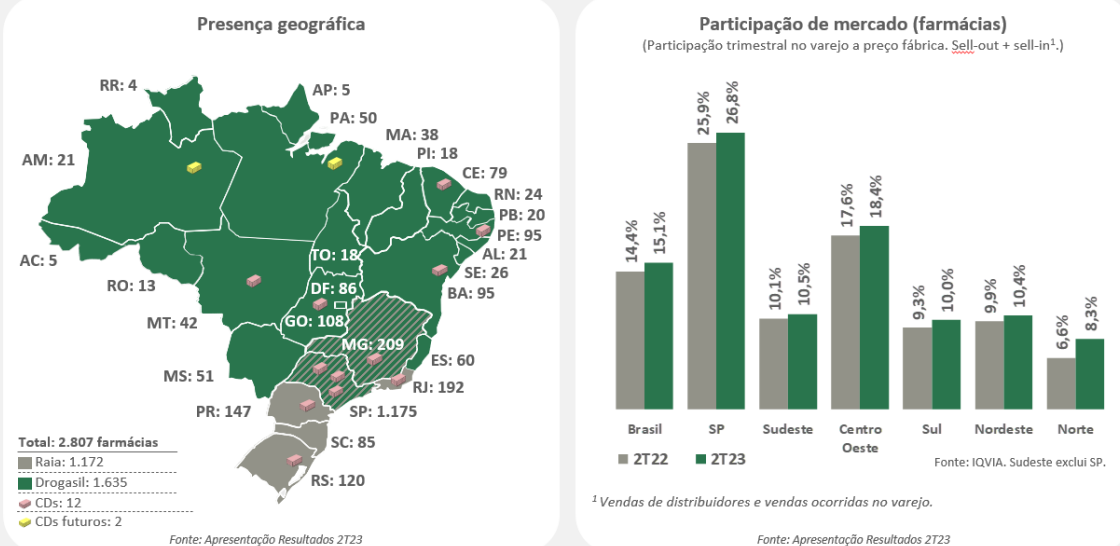 Presença geográfica
RR: 4
AP: 5
PA: 50
MA: 38
PI: 18
AM: 21
CE: 79
RN: 24
PB: 20
PE: 95
AC: 5
TO: 18
AL: 21
SE: 26
RO: 13
DF: 86
BA: 95
MT: 42
GO: 108
MG: 209
ES: 60
MS: 51
RJ: 192
PR: 147
SP: 1.175
SC: 85
RS: 120
Total: 2.807 farmácias
Raia: 1.172
Drogasil: 1.635
CDs: 12
CDs futuros: 2
Fonte: Apresentação Resultados 2T23
Participação de mercado (farmácias)
(Participação trimestral no varejo a preço fábrica. Sell-out + sell-in¹.)
14,4% 15,1%
25,9% 26,8%
10,1% 10,5%
17,6% 18,4%
9,3% 10,0%
9,9% 10,4%
6,6% 8,3%
Brasil SP Sudeste Centro Oeste Sul Nordeste Norte
2T22 2T23
Fonte: IQVIA. Sudeste exclui SP.
¹ Vendas de distribuidores e vendas ocorridas no varejo.
Fonte: Apresentação Resultados 2T23